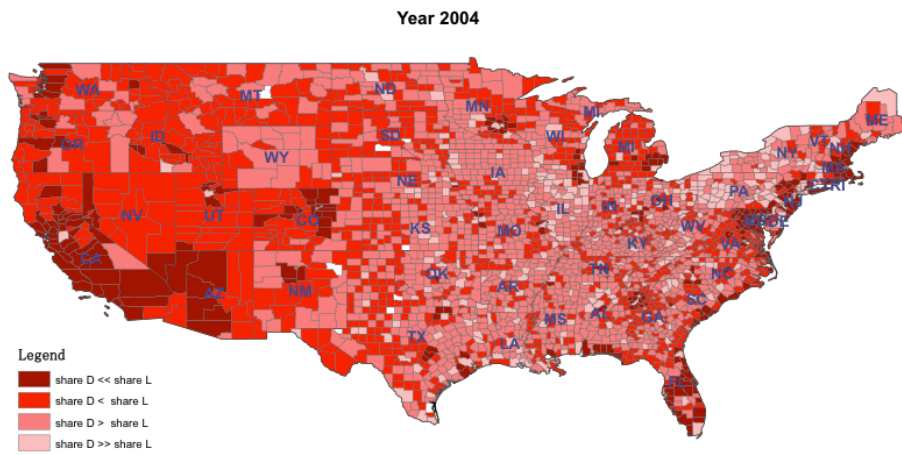 Year 2004
WA
MT
ND
MN
MI
ME
OR
ID
SD
WI
MI
NY
VT
NH
WY
NE
IA
PA
MA
CT
RI
NV
UT
CO
KS
MO
IL
IN
OH
NJ
WV
MD
DE
CA
KY
VA
AZ
NM
OK
AR
TN
NC
SC
TX
LA
MS
AL
GA
FL
Legend
share D << share L
share D < share L
share D > share L
share D >> share L